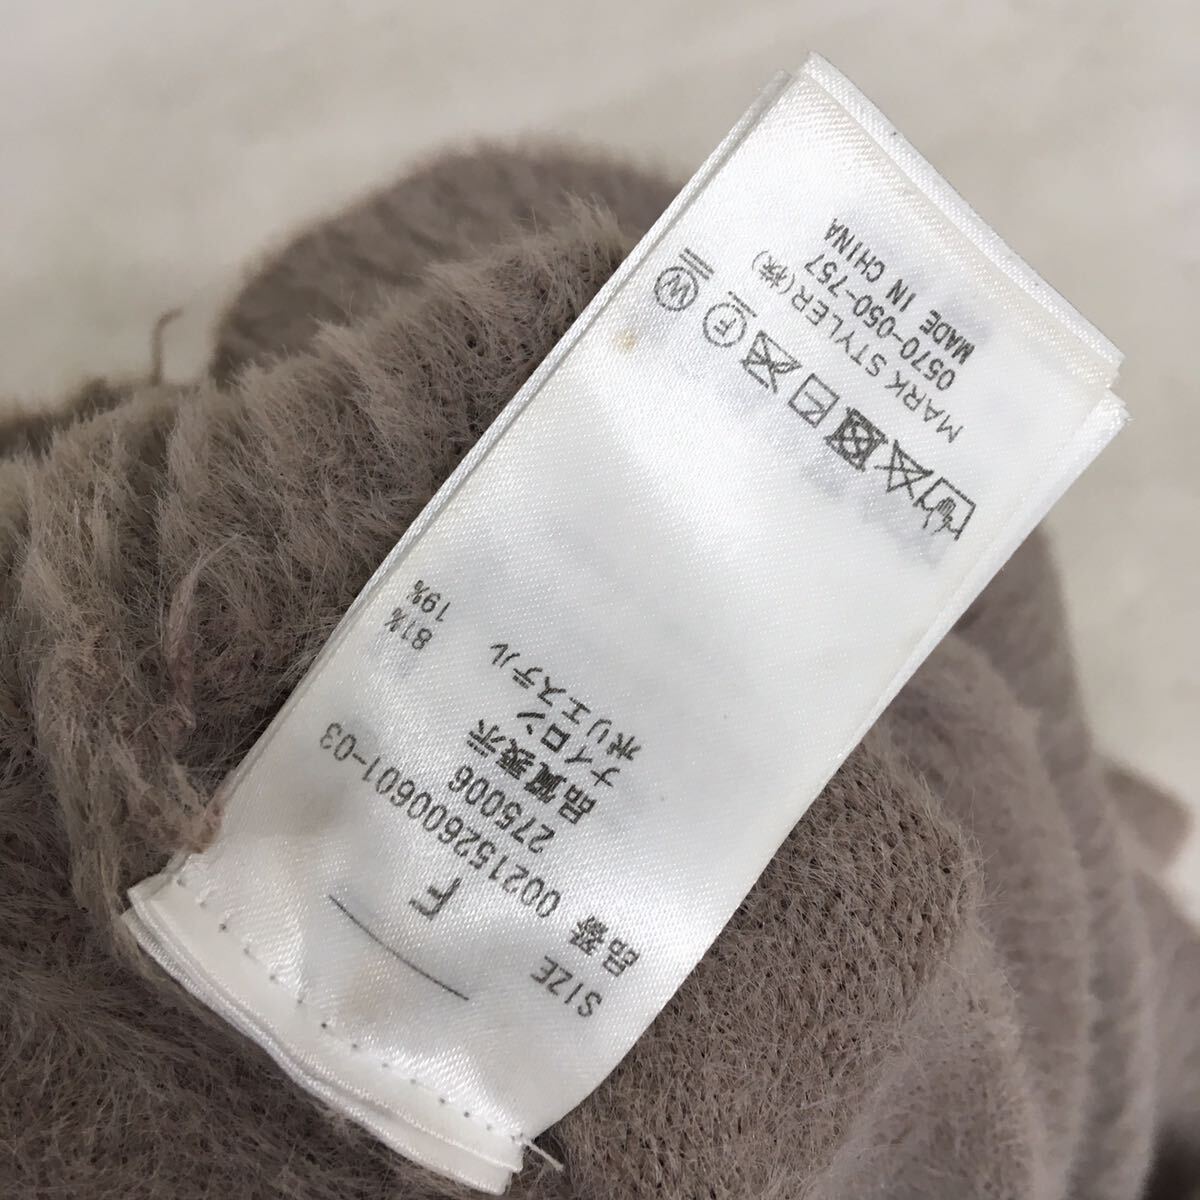 SIZE F
品番 002152600601-03
275006
品質表示
ナイロン 81%
ポリエステル 19%
MARK STYLER(株)
0570-050-757
MADE IN CHINA